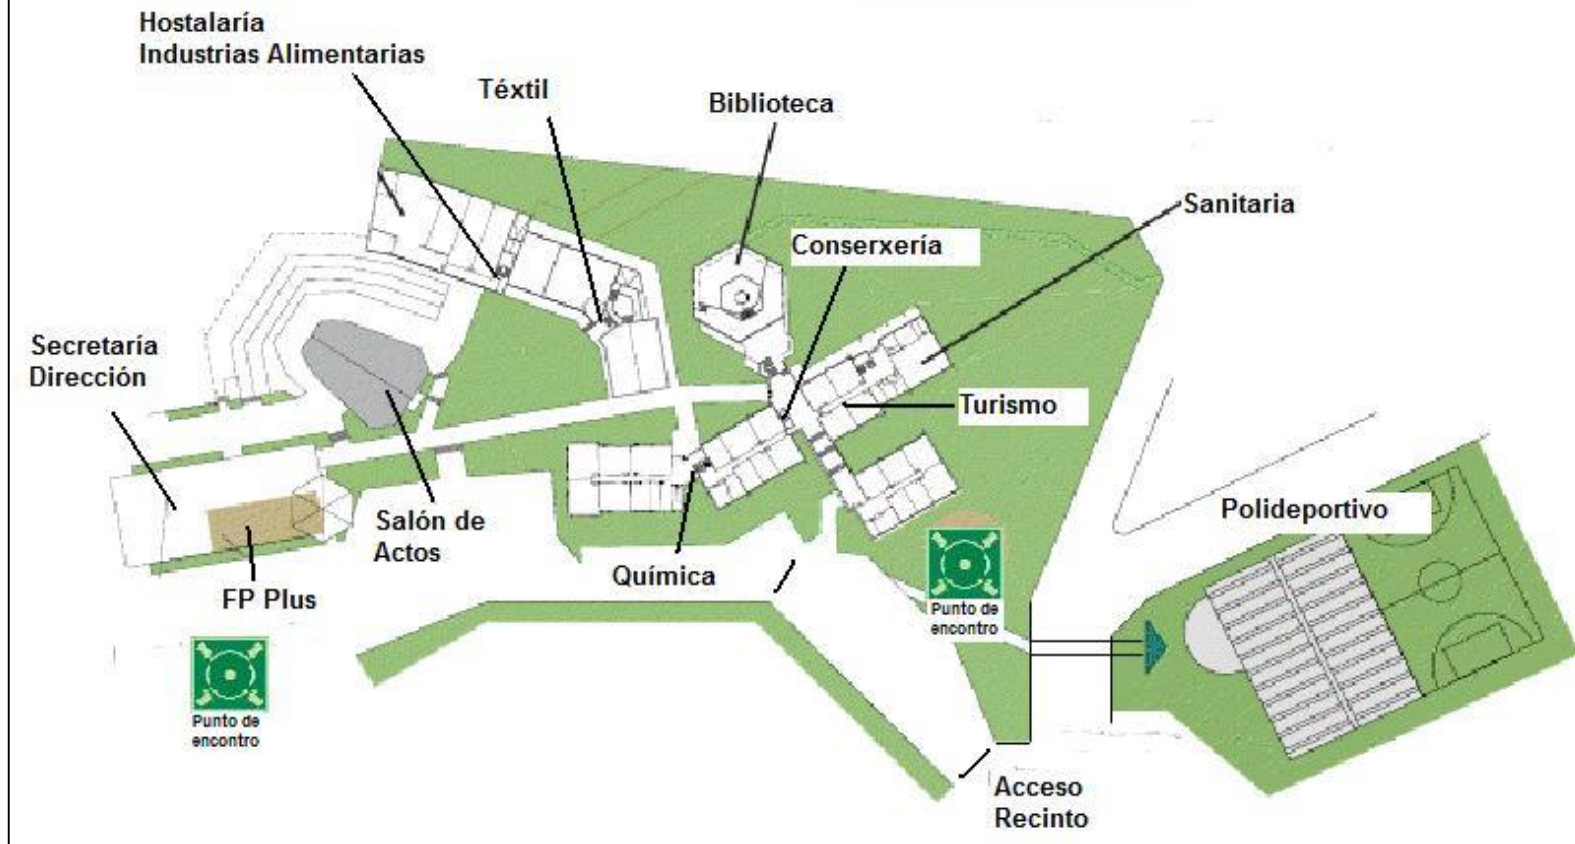 Hostalaría
Industrias Alimentarias
Téxtil
Biblioteca
Sanitaria
Conserxería
Secretaría
Dirección
Turismo
Polideportivo
Salón de
Actos
Química
FP Plus
Punto de
encontro
Punto de
encontro
Acceso
Recinto